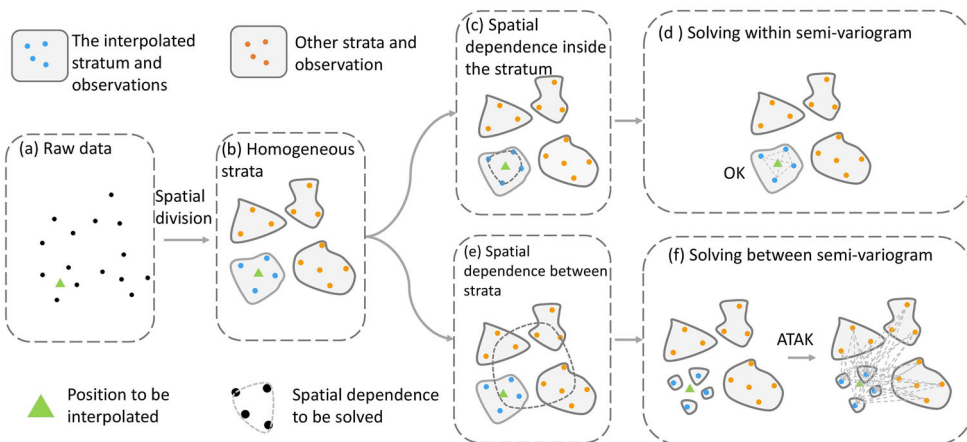 The interpolated
stratum and
observations
Other strata and
observation
(a) Raw data
Spatial
division
(b) Homogeneous
strata
(c) Spatial
dependence inside
the stratum
(d ) Solving within semi-variogram
OK
(e) Spatial
dependence between
strata
(f) Solving between semi-variogram
ATAK
Position to be
interpolated
Spatial dependence
to be solved